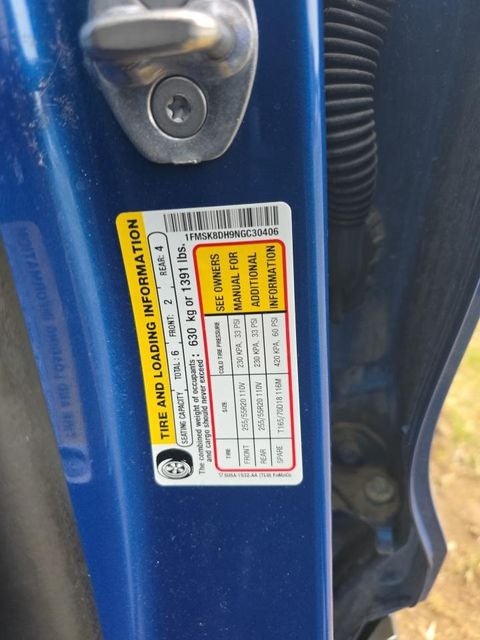 1FMSK8DH9NGC30406
TIRE AND LOADING INFORMATION
SEATING CAPACITY TOTAL: 6 FRONT: 2 REAR: 4
The combined weight of occupants and cargo should never exceed: 630 kg or 1391 lbs.
TIRE SIZE COLD TIRE PRESSURE
FRONT 255/55R20 110V 230 KPA, 33 PSI
REAR 255/55R20 110V 230 KPA, 33 PSI
SPARE T165/70D18 116M 420 KPA, 60 PSI
SEE OWNERS
MANUAL FOR
ADDITIONAL
INFORMATION